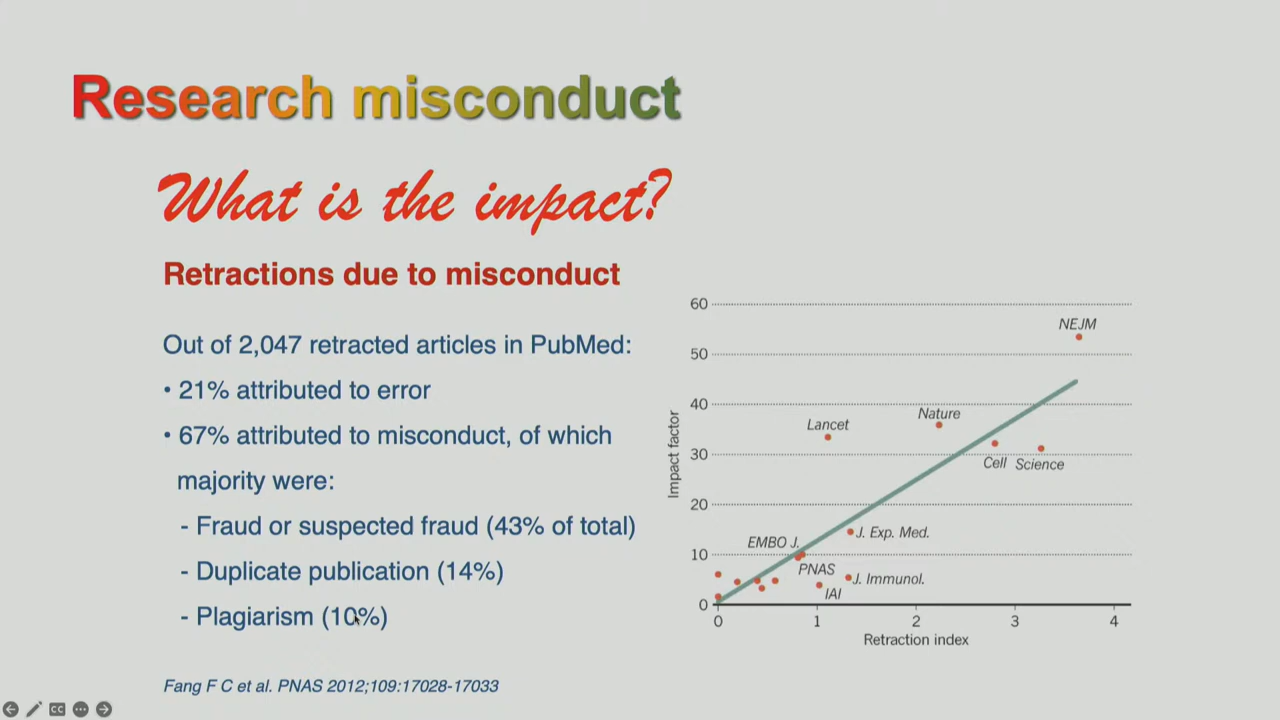 Research misconduct
What is the impact?
Retractions due to misconduct
Out of 2,047 retracted articles in PubMed:
• 21% attributed to error
• 67% attributed to misconduct, of which
majority were:
- Fraud or suspected fraud (43% of total)
- Duplicate publication (14%)
- Plagiarism (10%)
Fang F C et al. PNAS 2012;109:17028-17033
60
50
40
30
20
10
0
Impact factor
NEJM
Nature
Lancet
Cell Science
J. Exp. Med.
EMBO J.
PNAS
J. Immunol.
IAI
0 1 2 3 4
Retraction index
CC